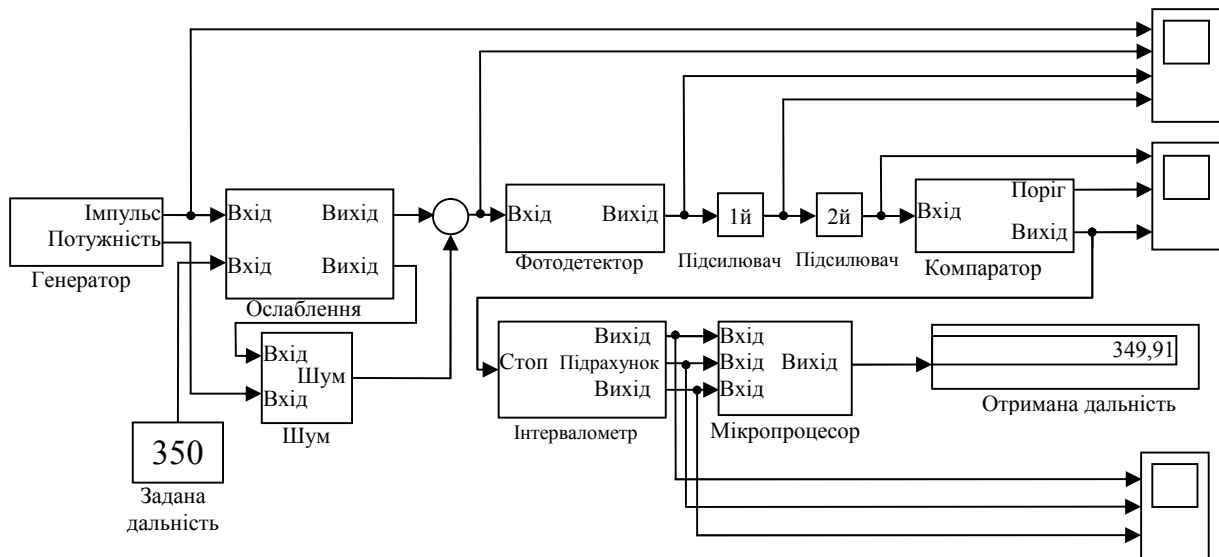 Імпульс
Потужність
Генератор
Вхід
Вихід
Вхід
Вихід
Ослаблення
Вхід
Шум
Вхід
Шум
350
Задана
дальність
Вхід
Вихід
Фотодетектор
1й
Підсилювач
2й
Підсилювач
Поріг
Вхід
Вихід
Компаратор
Вихід
Стоп
Підрахунок
Вихід
Інтервалометр
Вхід
Вхід
Вихід
Вхід
Мікропроцесор
349,91
Отримана дальність